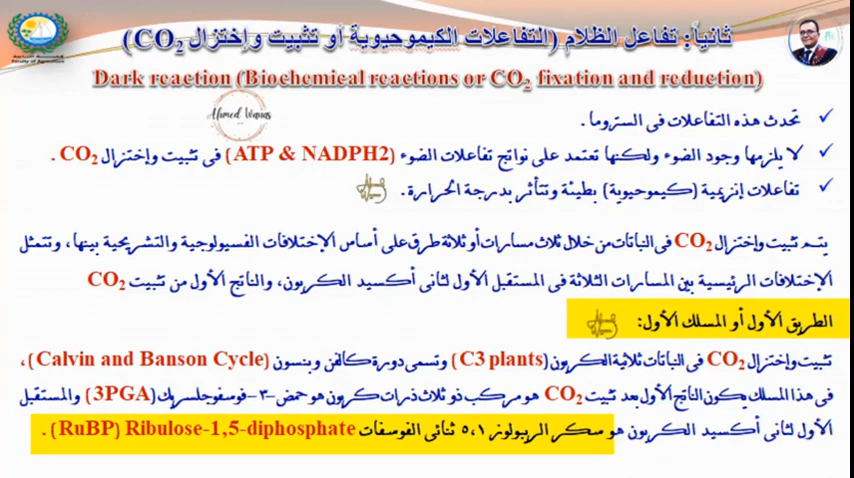 ثانياً: تفاعل الظلام (التفاعلات الكيموحيوية أو تثبيت وإختزال CO2)
Dark reaction (Biochemical reactions or CO2 fixation and reduction)
Ahmed Wanas
✓ تحدث هذه التفاعلات فى الستروما .
✓ لا يلزمها وجود الضوء ولكنها تعتمد على نواتج تفاعلات الضوء (ATP & NADPH2) فى تثبيت وإختزال CO2 .
✓ تفاعلات إنزيمية (كيموحيوية) بطيئة وتتأثر بدرجة الحرارة .
يتم تثبيت وإختزال CO2 فى النباتات من خلال ثلاث مسارات أو ثلاثة طرق على أساس الإختلافات الفسيولوجية والتشريحية بينها، وتتمثل
الإختلافات الرئيسية بين المسارات الثلاثة فى المستقبل الأول لثانى أكسيد الكربون، والناتج الأول من تثبيت CO2
الطريق الأول أو المسلك الأول:
تثبيت وإختزال CO2 فى النباتات ثلاثية الكربون (C3 plants) وتسمى دورة كالفن وبنسون (Calvin and Banson Cycle) ،
فى هذا المسلك يكون الناتج الأول بعد تثبيت CO2 هو مركب ذو ثلاث ذرات كربون هو حمض -٣- فوسفوجلسريك (3PGA) والمستقبل
الأول لثانى أكسيد الكربون هو سكر الريبولوز ٥،١ ثنائى الفوسفات Ribulose-1,5-diphosphate (RuBP) .